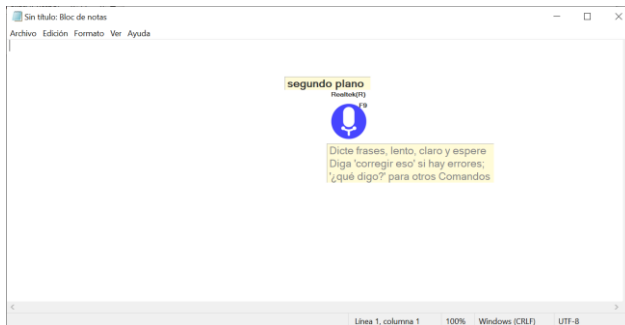 Sin título: Bloc de notas
Archivo Edición Formato Ver Ayuda
segundo plano
Realtek(R)
F9
Dicte frases, lento, claro y espere
Diga 'corregir eso' si hay errores;
'¿qué digo?' para otros Comandos
Línea 1, columna 1 100% Windows (CRLF) UTF-8